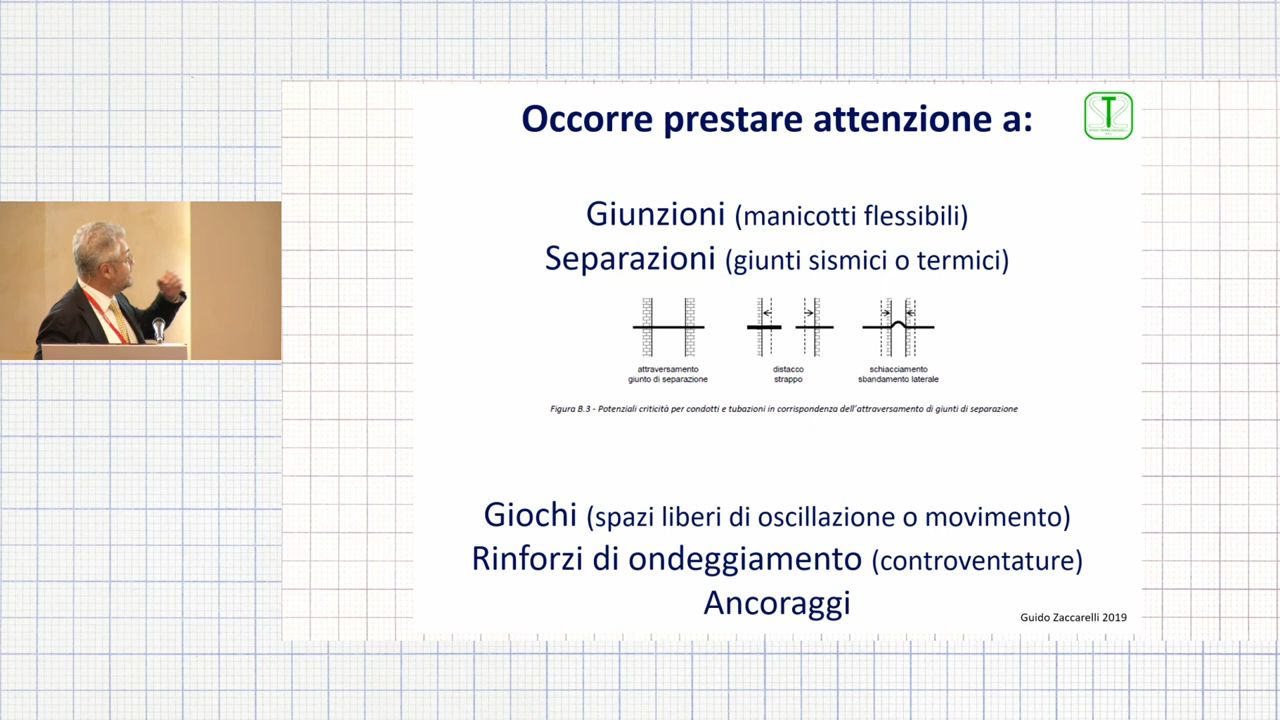 Occorre prestare attenzione a:
Giunzioni (manicotti flessibili)
Separazioni (giunti sismici o termici)
attraversamento
giunto di separazione
distacco
strappo
schiacciamento
sbandamento laterale
Figura B.3 - Potenziali criticità per condotti e tubazioni in corrispondenza dell'attraversamento di giunti di separazione
Giochi (spazi liberi di oscillazione o movimento)
Rinforzi di ondeggiamento (controventature)
Ancoraggi
Guido Zaccarelli 2019